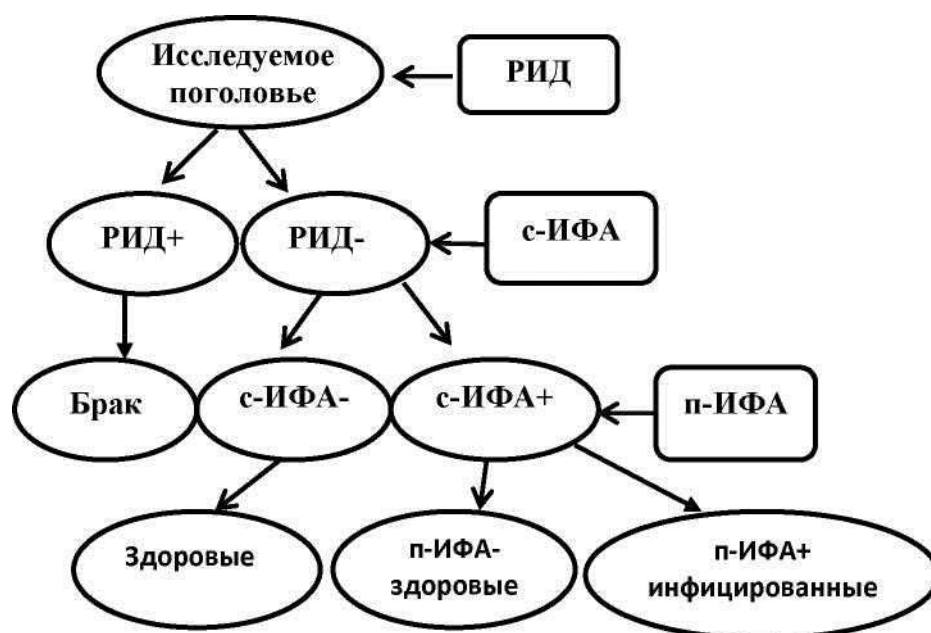 Исследуемое
поголовье
РИД
РИД+
РИД-
с-ИФА
Брак
с-ИФА-
с-ИФА+
п-ИФА
Здоровые
п-ИФА-
здоровые
п-ИФА+
инфицированные